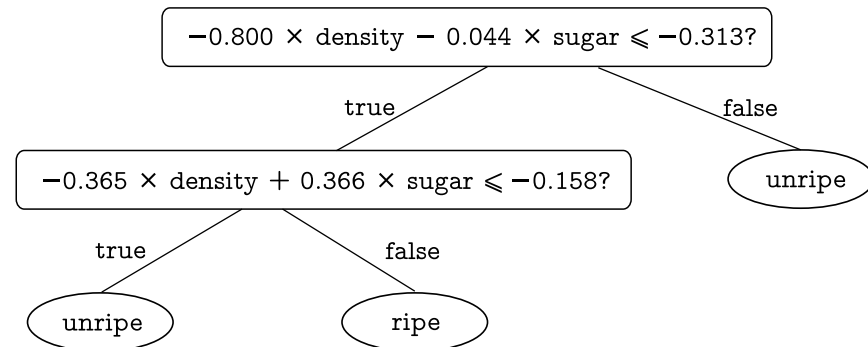 −0.800 × density − 0.044 × sugar ⩽ −0.313?
true
false
−0.365 × density + 0.366 × sugar ⩽ −0.158?
unripe
true
false
unripe
ripe